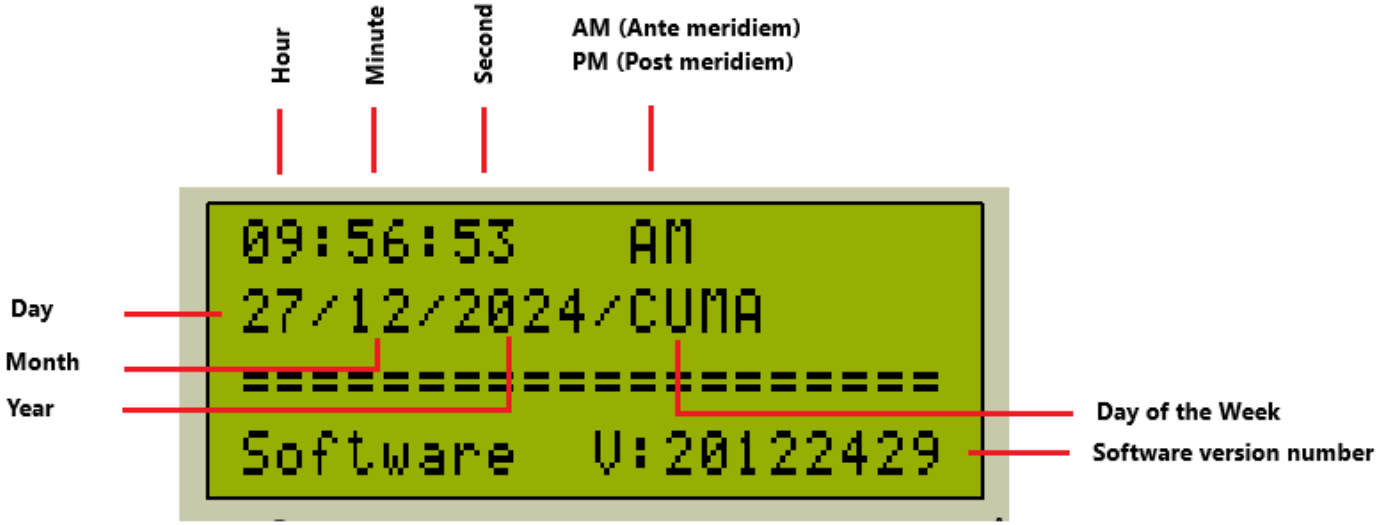 Hour
Minute
Second
AM (Ante meridiem)
PM (Post meridiem)
09:56:53 AM
Day
27/12/2024/CUMA
Month
====================
Year
Day of the Week
Software V:20122429
Software version number